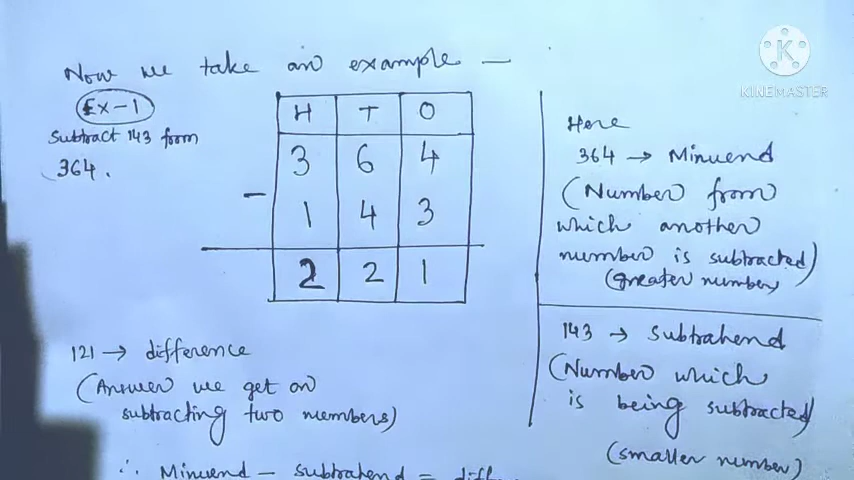 Now we take an example —
Ex-1
Subtract 143 from
364.
H T O
3 6 4
- 1 4 3
2 2 1
121 → difference
(Answer we get on
subtracting two numbers)
∴ Minuend - subtrahend =
Here
364 → Minuend
(Number from
which another
number is subtracted)
(greater number)
143 → Subtrahend
(Number which
is being subtracted)
(smaller number)
K
KINEMASTER